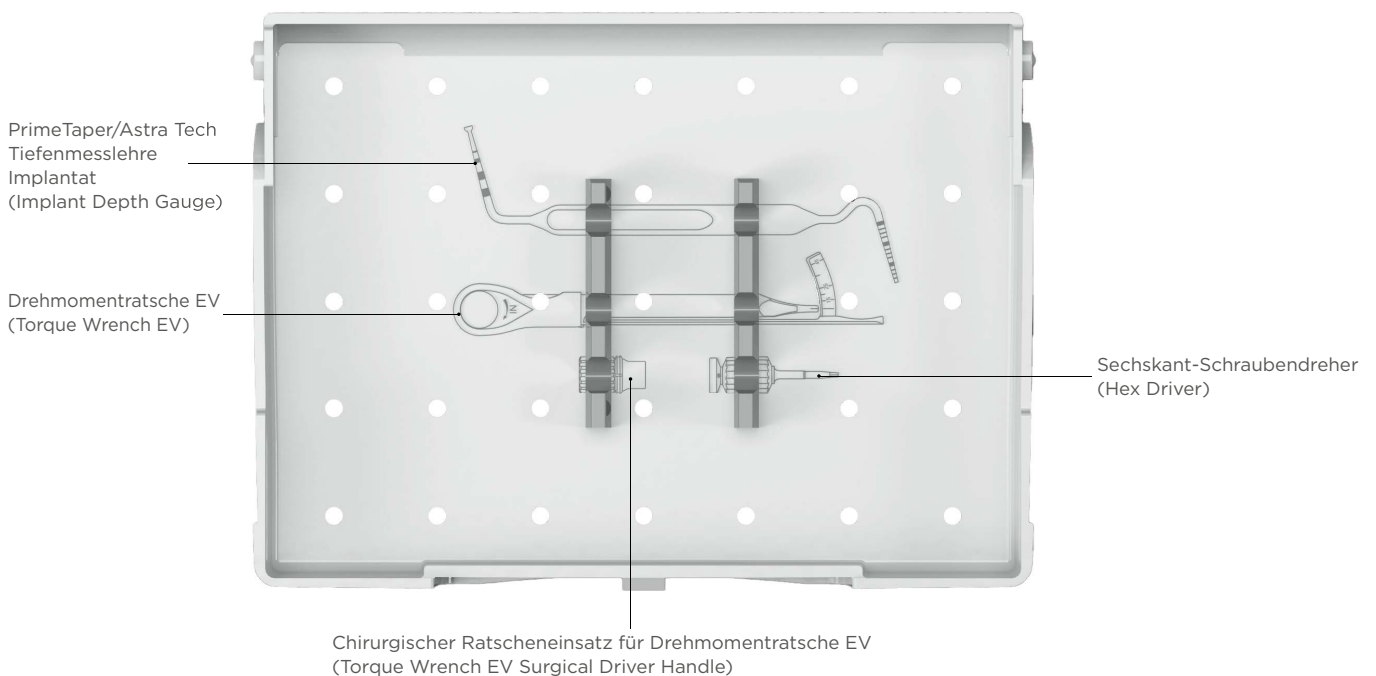 PrimeTaper/Astra Tech
Tiefenmesslehre
Implantat
(Implant Depth Gauge)
Drehmomentratsche EV
(Torque Wrench EV)
IN
Sechskant-Schraubendreher
(Hex Driver)
Chirurgischer Ratscheneinsatz für Drehmomentratsche EV
(Torque Wrench EV Surgical Driver Handle)